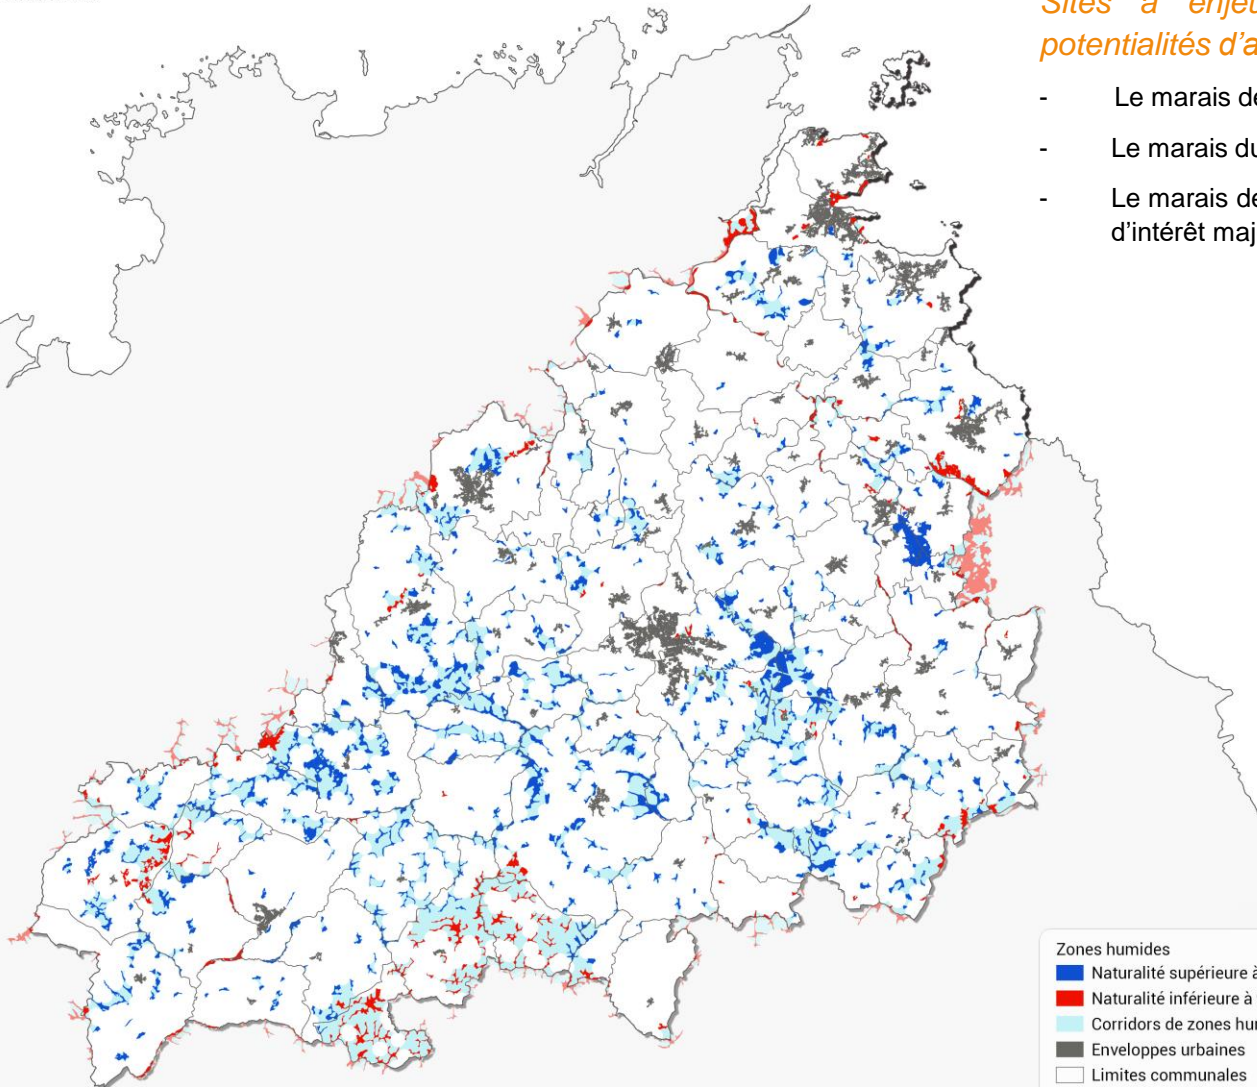 Sites à enjeu
potentialités d'a
- Le marais de
- Le marais du
- Le marais de
d'intérêt maj
Zones humides
Naturalité supérieure à
Naturalité inférieure à
Corridors de zones hu
Enveloppes urbaines
Limites communales